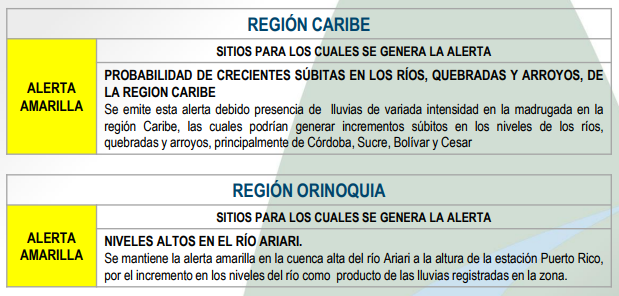 REGIÓN CARIBE
ALERTA
AMARILLA
SITIOS PARA LOS CUALES SE GENERA LA ALERTA
PROBABILIDAD DE CRECIENTES SÚBITAS EN LOS RÍOS, QUEBRADAS Y ARROYOS, DE
LA REGION CARIBE
Se emite esta alerta debido presencia de lluvias de variada intensidad en la madrugada en la
región Caribe, las cuales podrían generar incrementos súbitos en los niveles de los ríos,
quebradas y arroyos, principalmente de Córdoba, Sucre, Bolívar y Cesar
REGIÓN ORINOQUIA
ALERTA
AMARILLA
SITIOS PARA LOS CUALES SE GENERA LA ALERTA
NIVELES ALTOS EN EL RÍO ARIARI.
Se mantiene la alerta amarilla en la cuenca alta del río Ariari a la altura de la estación Puerto Rico,
por el incremento en los niveles del río como producto de las lluvias registradas en la zona.